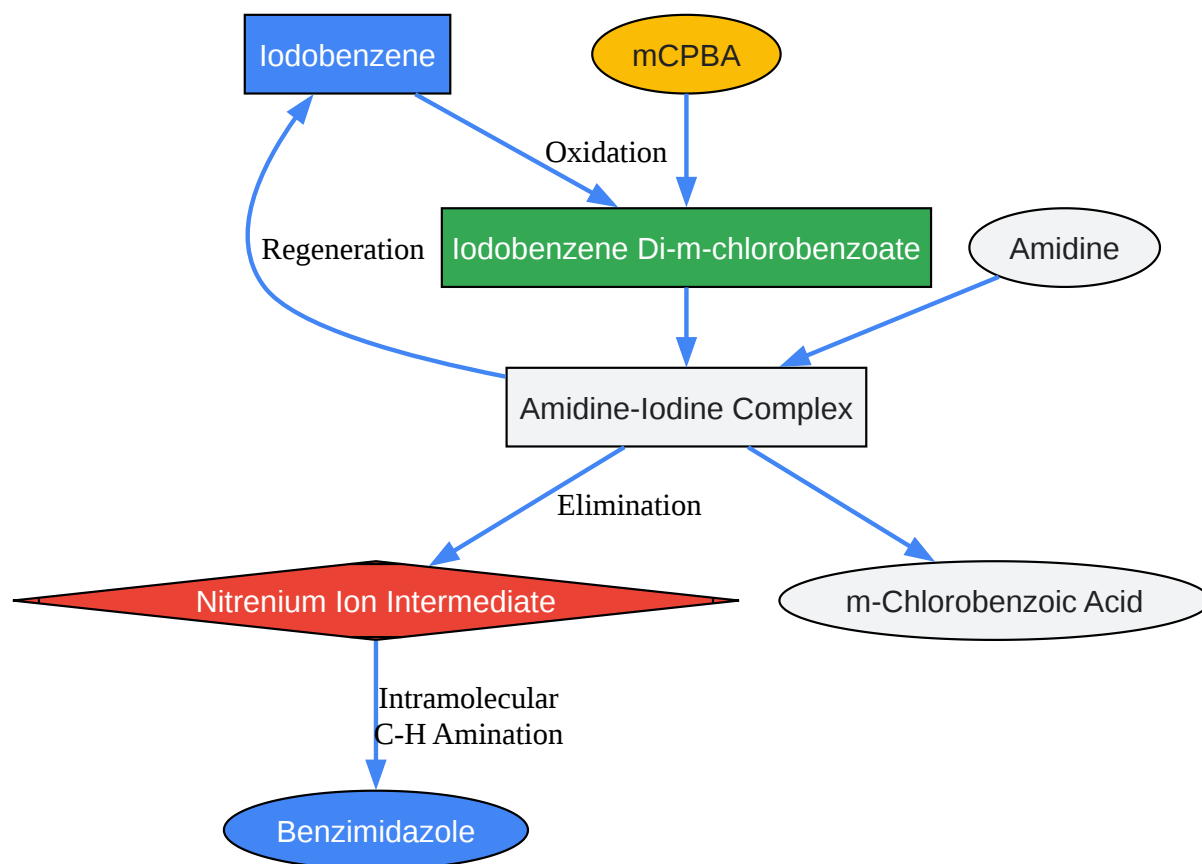 Iodobenzene
mCPBA
Oxidation
Regeneration
Iodobenzene Di-m-chlorobenzoate
Amidine
Amidine-Iodine Complex
Elimination
Nitrenium Ion Intermediate
m-Chlorobenzoic Acid
Intramolecular
C-H Amination
Benzimidazole